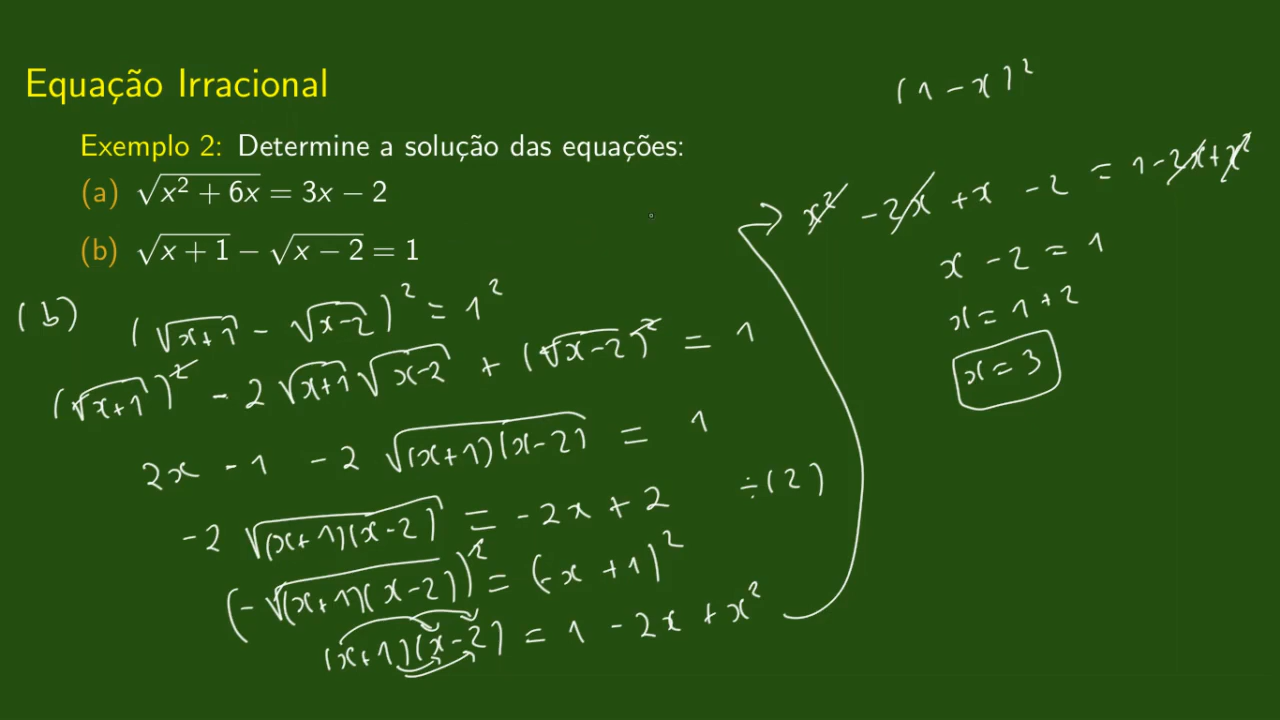 Equação Irracional
Exemplo 2: Determine a solução das equações:
(a) √(x² + 6x) = 3x − 2
(b) √(x + 1) − √(x − 2) = 1
(b) (√(x+1) - √(x-2))² = 1²
(√(x+1))² - 2√(x+1)√(x-2) + (√(x-2))² = 1
2x - 1 - 2√((x+1)(x-2)) = 1
-2√((x+1)(x-2)) = -2x + 2 ÷(2)
(-√((x+1)(x-2)))² = (-x + 1)²
(x+1)(x-2) = 1 - 2x + x²
(1 - x)²
x² - 2x + x - 2 = 1 - 2x + x²
x - 2 = 1
x = 1 + 2
x = 3